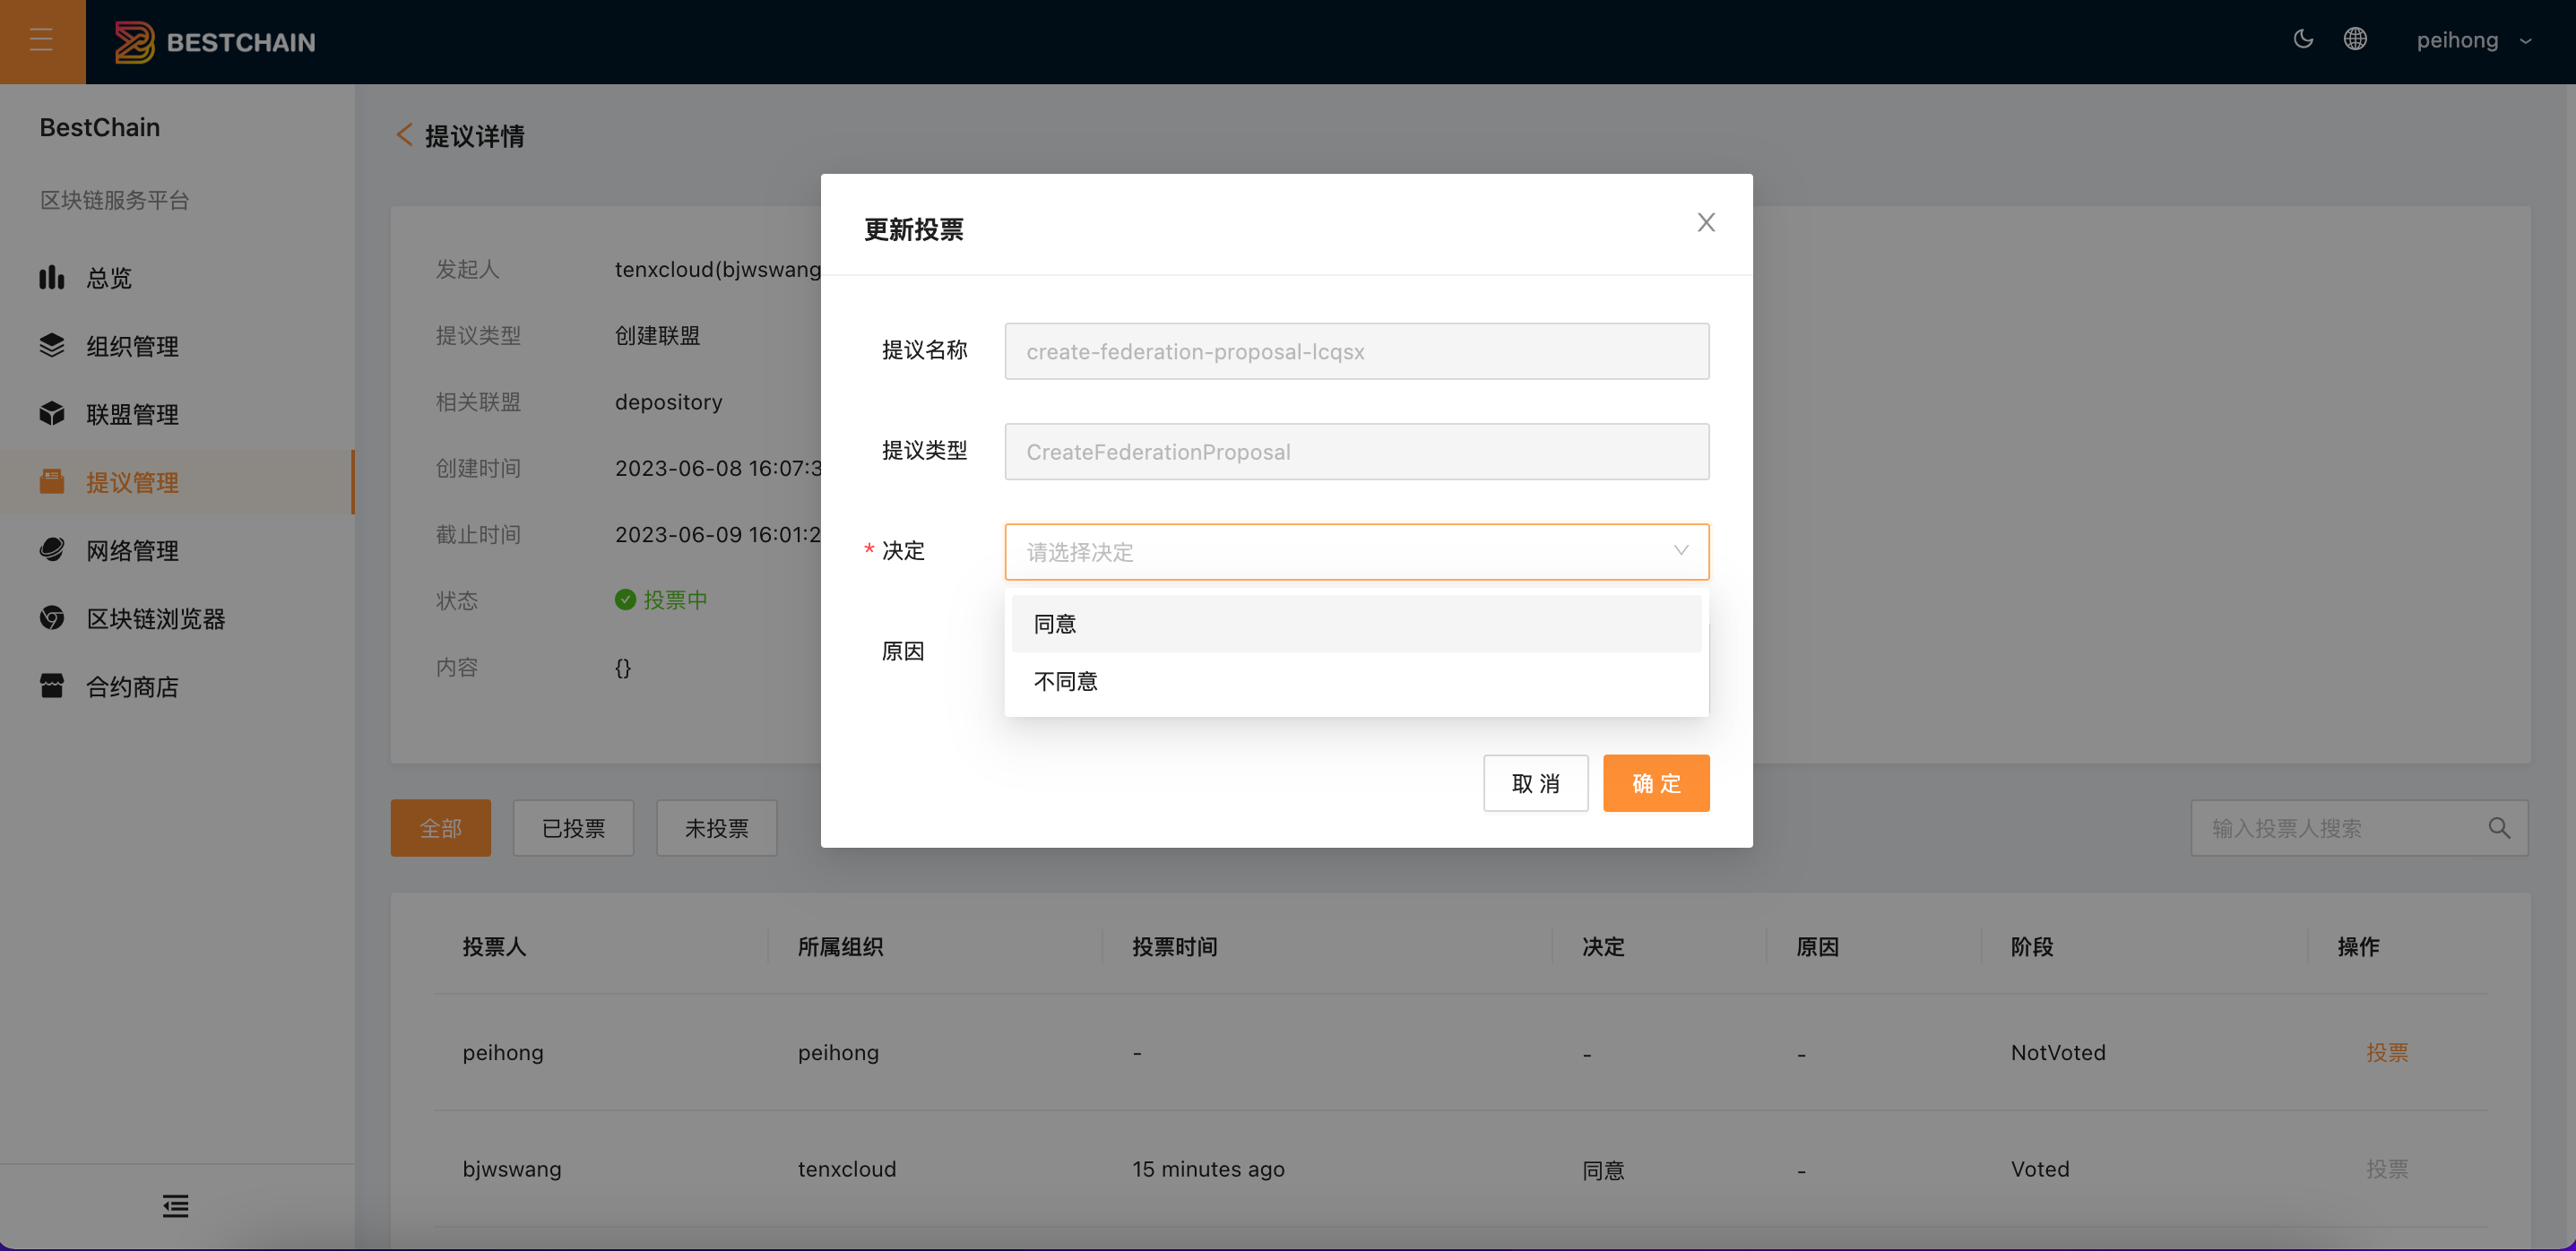 BESTCHAIN
peihong
BestChain
区块链服务平台
总览
组织管理
联盟管理
提议管理
网络管理
区块链浏览器
合约商店
提议详情
发起人 tenxcloud(bjwswang
提议类型 创建联盟
相关联盟 depository
创建时间 2023-06-08 16:07:3
截止时间 2023-06-09 16:01:2
状态 投票中
内容 {}
更新投票
提议名称 create-federation-proposal-lcqsx
提议类型 CreateFederationProposal
* 决定 请选择决定
同意
不同意
原因
取 消 确 定
全部 已投票 未投票 输入投票人搜索
投票人 所属组织 投票时间 决定 原因 阶段 操作
peihong peihong - - - NotVoted 投票
bjwswang tenxcloud 15 minutes ago 同意 - Voted 投票